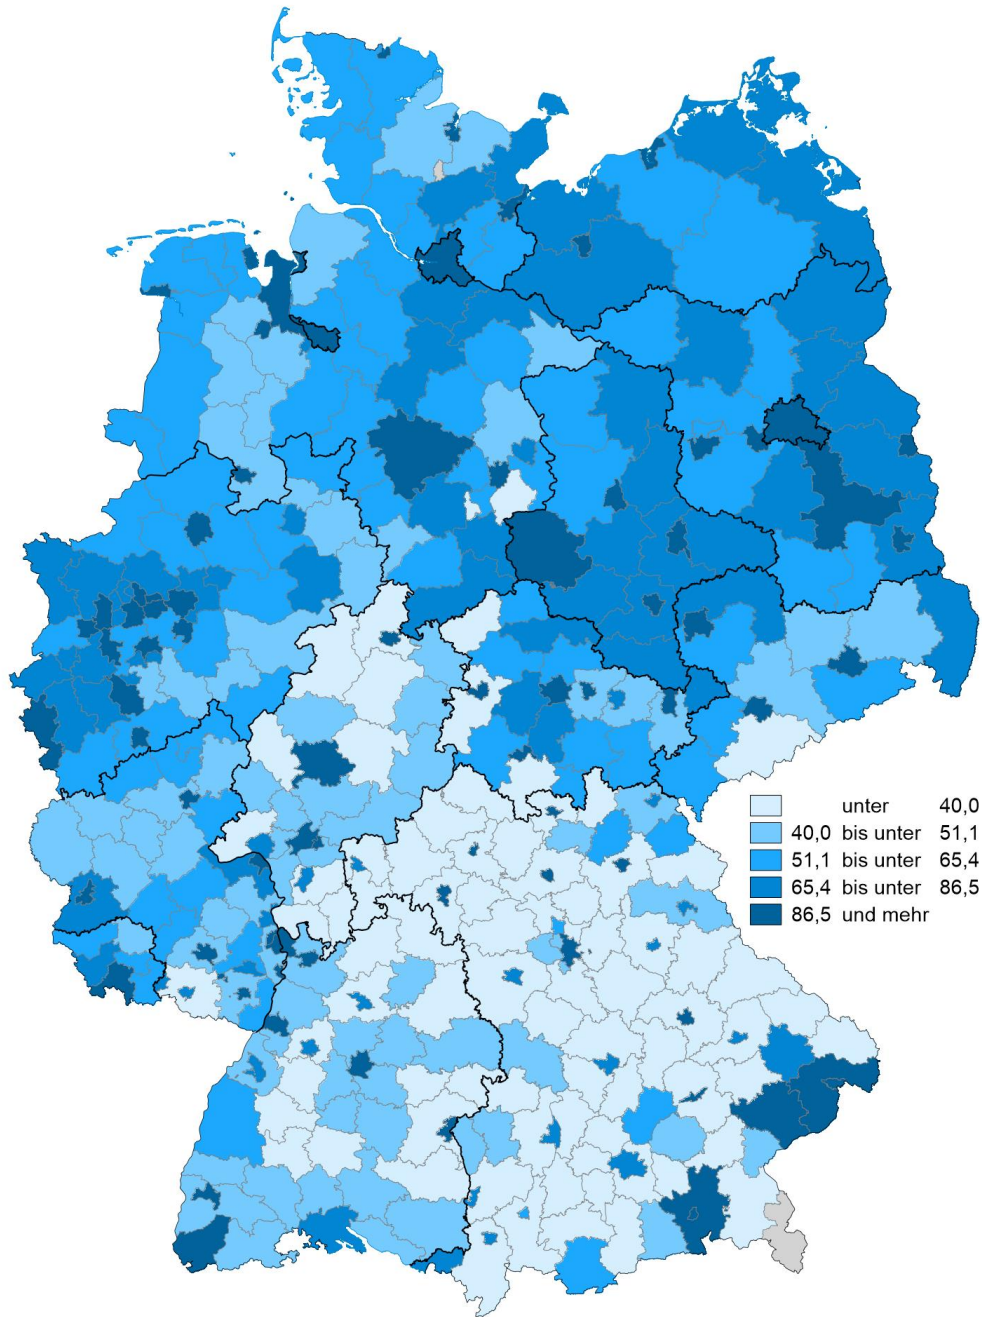 unter 40,0
40,0 bis unter 51,1
51,1 bis unter 65,4
65,4 bis unter 86,5
86,5 und mehr